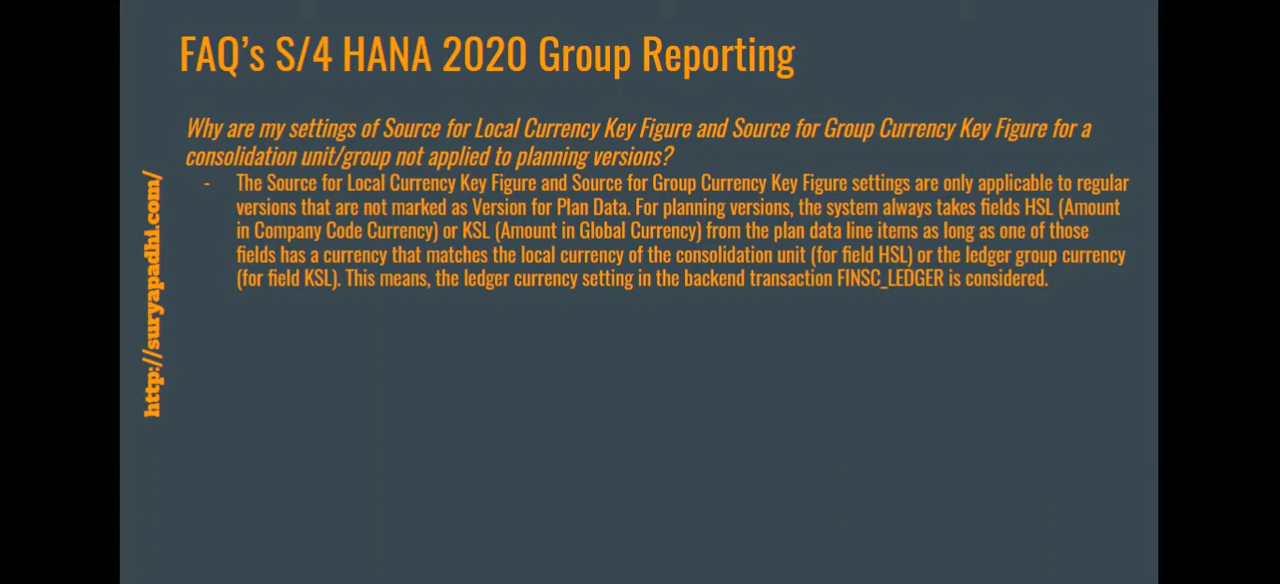 FAQ's S/4 HANA 2020 Group Reporting
Why are my settings of Source for Local Currency Key Figure and Source for Group Currency Key Figure for a
consolidation unit/group not applied to planning versions?
- The Source for Local Currency Key Figure and Source for Group Currency Key Figure settings are only applicable to regular
versions that are not marked as Version for Plan Data. For planning versions, the system always takes fields HSL (Amount
in Company Code Currency) or KSL (Amount in Global Currency) from the plan data line items as long as one of those
fields has a currency that matches the local currency of the consolidation unit (for field HSL) or the ledger group currency
(for field KSL). This means, the ledger currency setting in the backend transaction FINSC_LEDGER is considered.
http://suryapadhi.com/